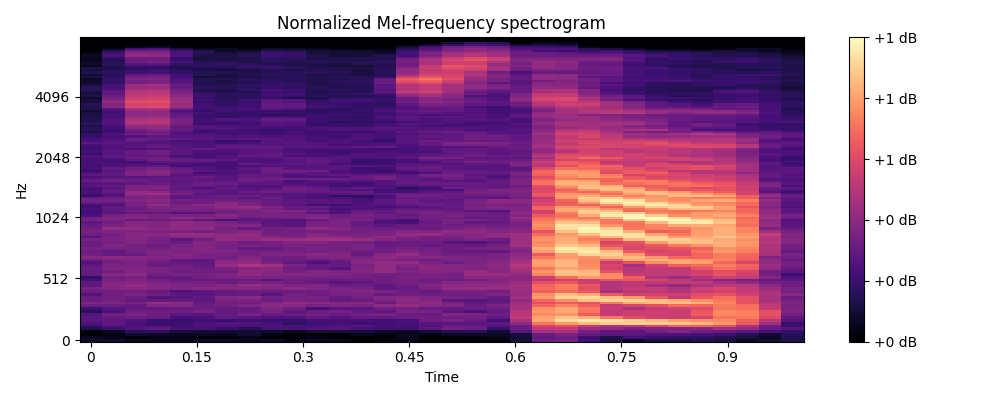 Normalized Mel-frequency spectrogram
Hz
4096
2048
1024
512
0
0 0.15 0.3 0.45 0.6 0.75 0.9
Time
+1 dB
+1 dB
+1 dB
+0 dB
+0 dB
+0 dB